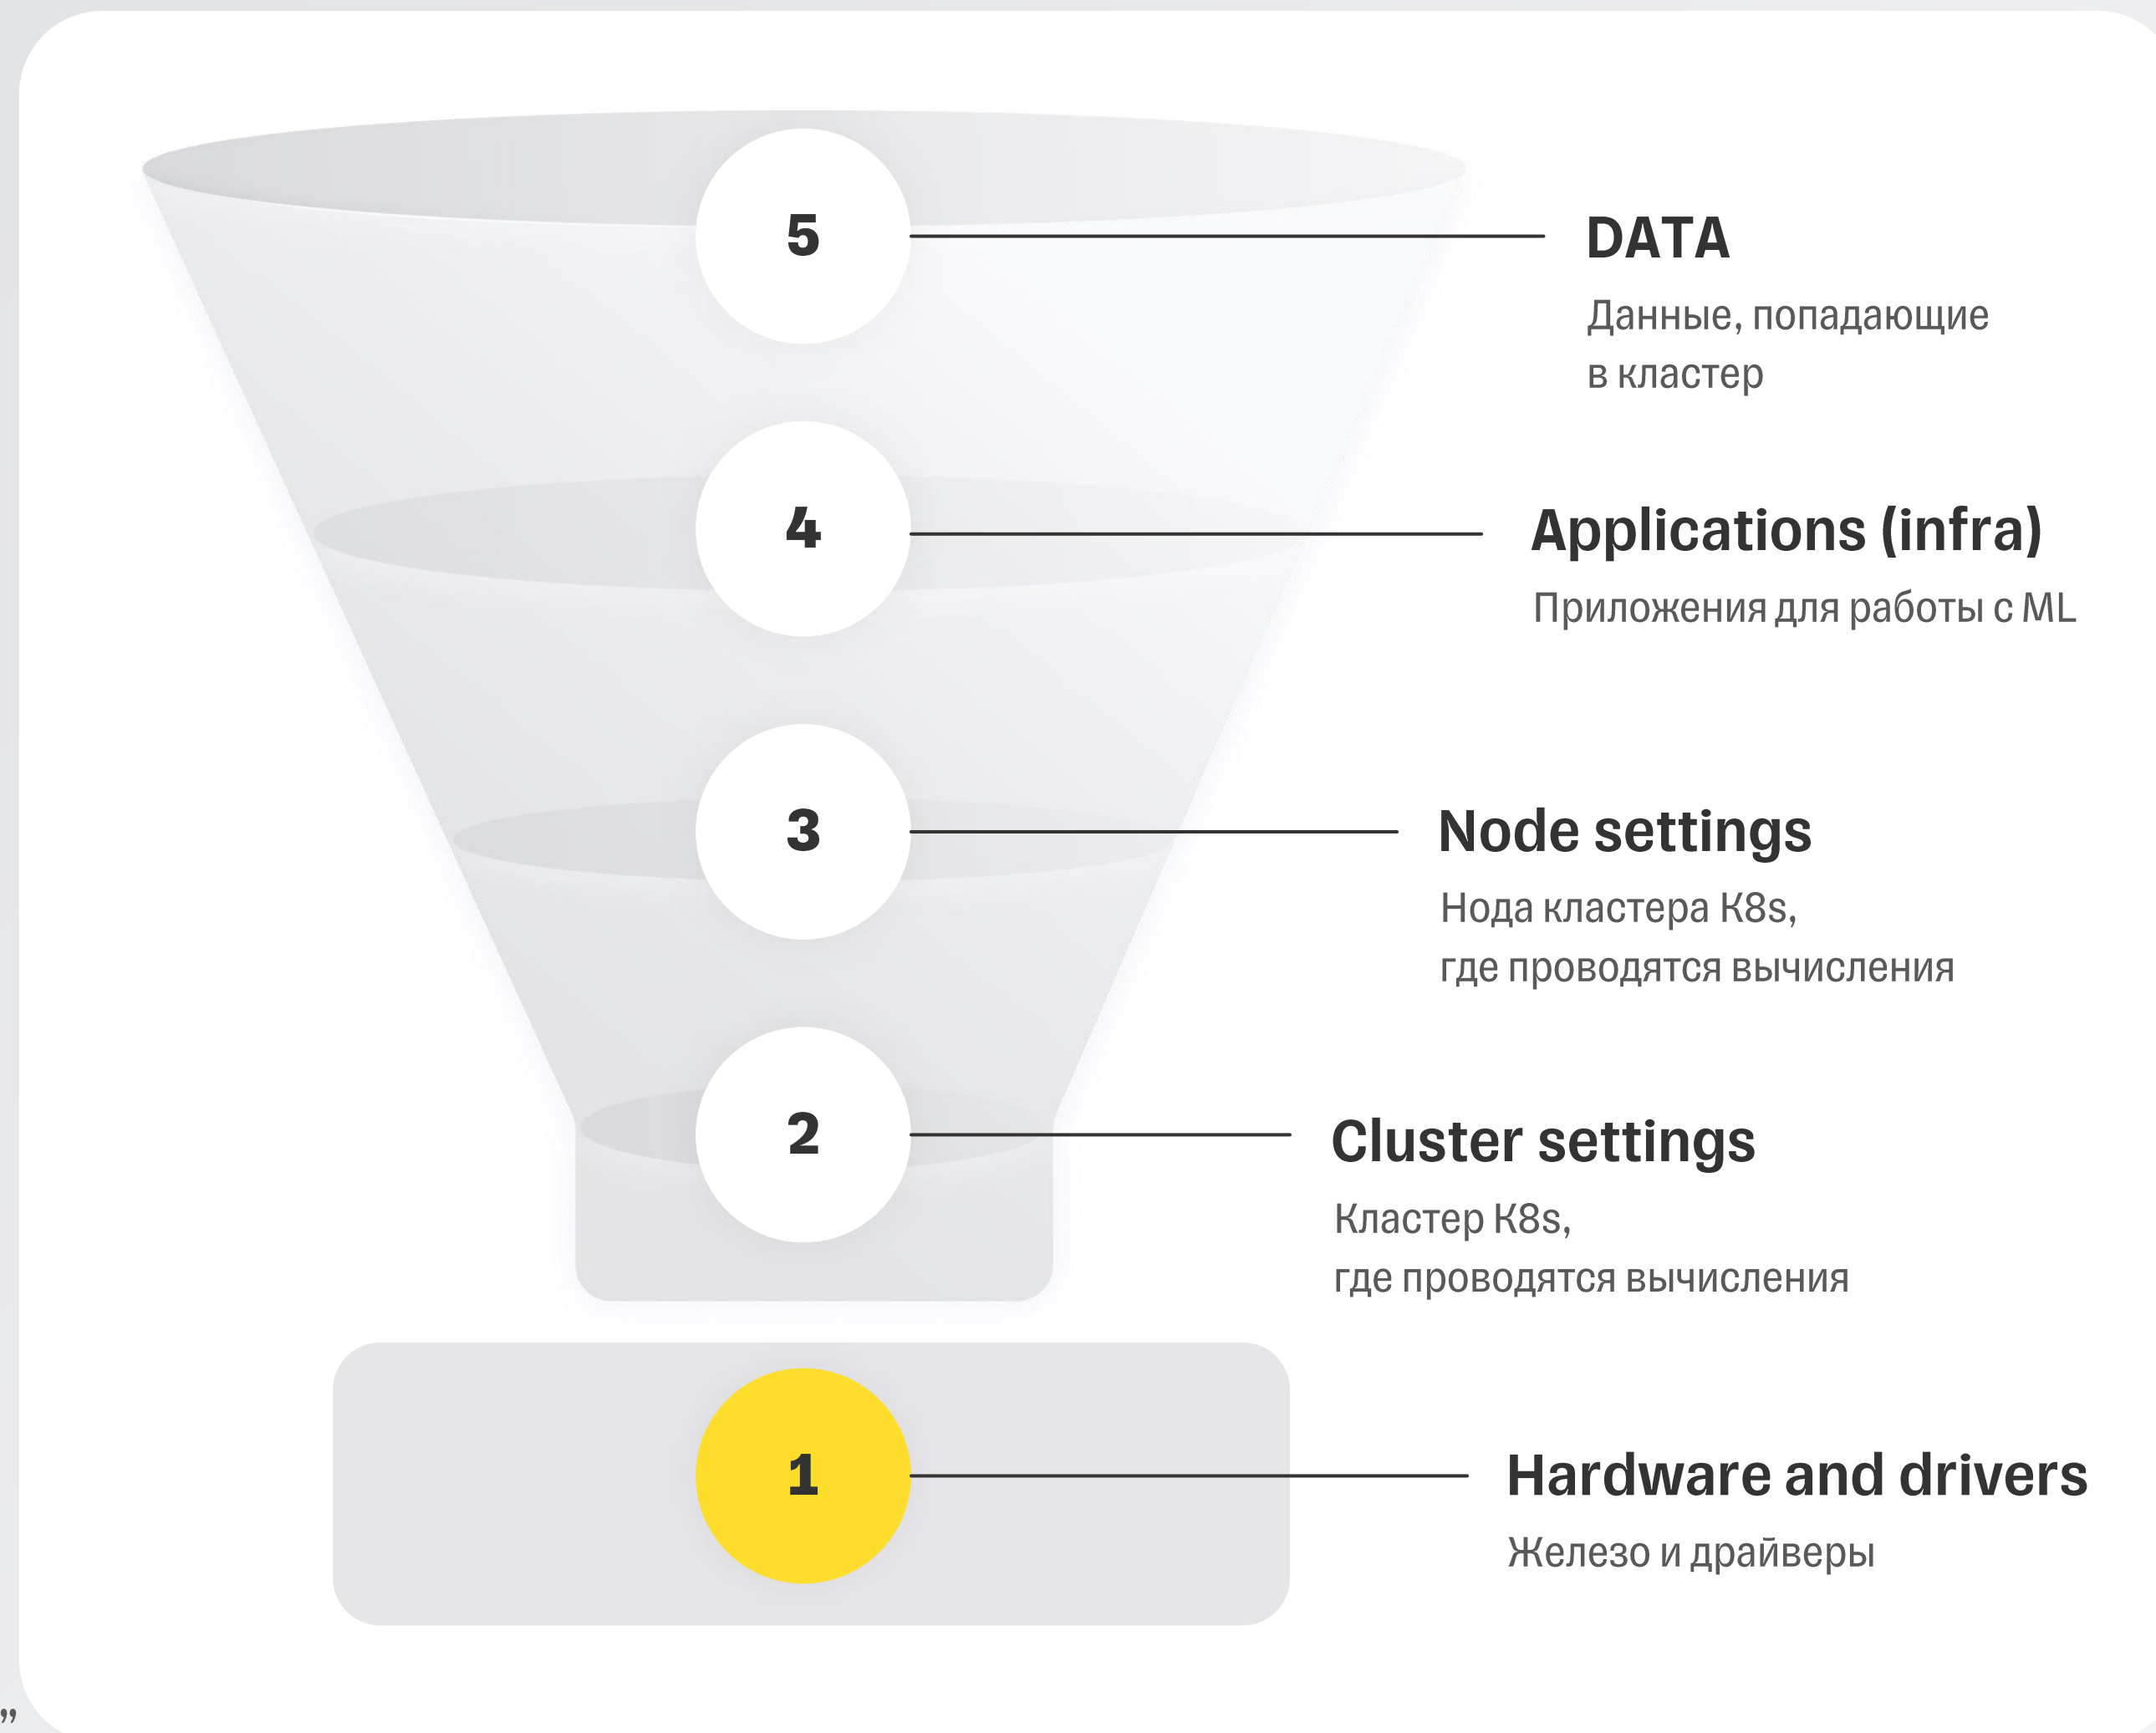 5
DATA
Данные, попадающие
в кластер
4
Applications (infra)
Приложения для работы с ML
3
Node settings
Нода кластера K8s,
где проводятся вычисления
2
Cluster settings
Кластер K8s,
где проводятся вычисления
1
Hardware and drivers
Железо и драйверы
”